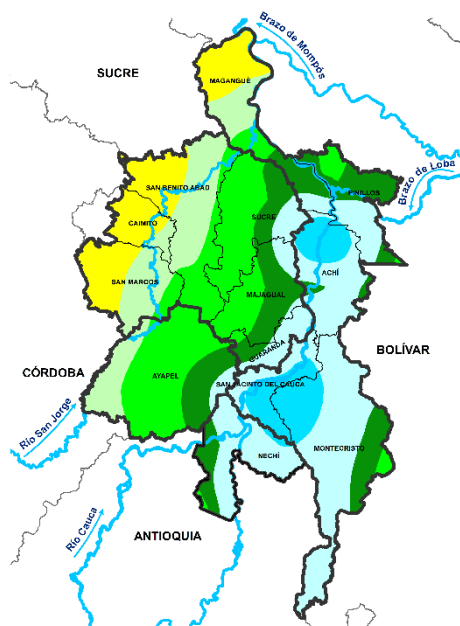 Brazo de Mompós
SUCRE
MAGANGUÉ
SAN BENITO ABAD
PINILLOS
Brazo de Loba
SUCRE
CAIMITO
ACHÍ
SAN MARCOS
MAJAGUAL
GUARANDA
BOLÍVAR
CÓRDOBA
AYAPEL
SAN JACINTO DEL CAUCA
Río San Jorge
MONTECRISTO
NECHÍ
Río Cauca
ANTIOQUIA